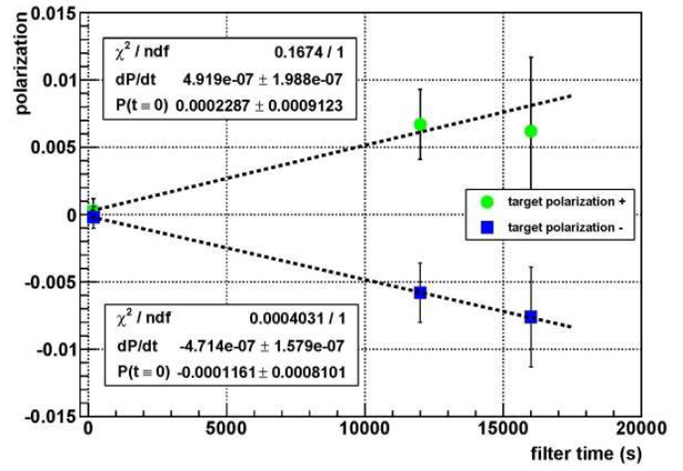 polarization
0.015
0.01
0.005
0
-0.005
-0.01
-0.015
χ² / ndf 0.1674 / 1
dP/dt 4.919e-07 ± 1.988e-07
P(t = 0) 0.0002287 ± 0.0009123
target polarization +
target polarization -
χ² / ndf 0.0004031 / 1
dP/dt -4.714e-07 ± 1.579e-07
P(t = 0) -0.0001161 ± 0.0008101
0 5000 10000 15000 20000
filter time (s)